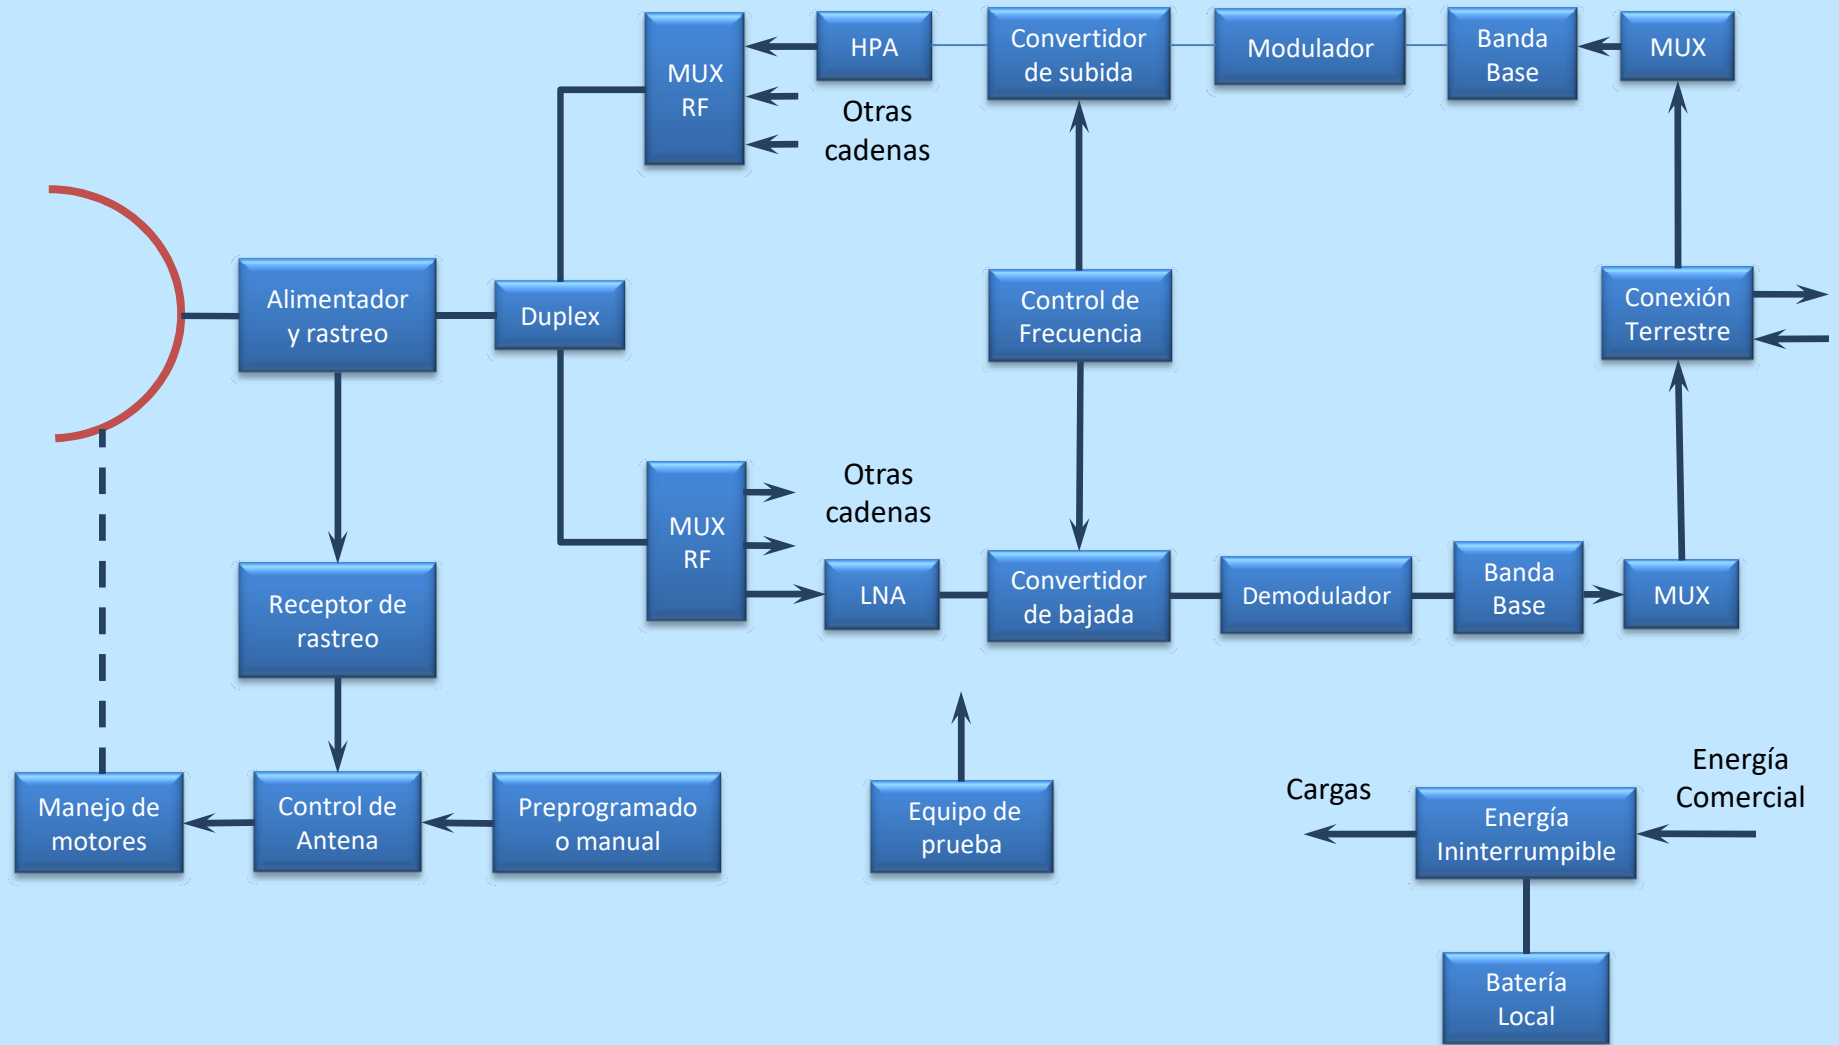 MUX
RF
HPA
Convertidor
de subida
Modulador
Banda
Base
MUX
Otras
cadenas
Alimentador
y rastreo
Duplex
Control de
Frecuencia
Conexión
Terrestre
MUX
RF
Otras
cadenas
LNA
Convertidor
de bajada
Demodulador
Banda
Base
MUX
Receptor de
rastreo
Manejo de
motores
Control de
Antena
Preprogramado
o manual
Equipo de
prueba
Cargas
Energía
Ininterrumpible
Energía
Comercial
Batería
Local